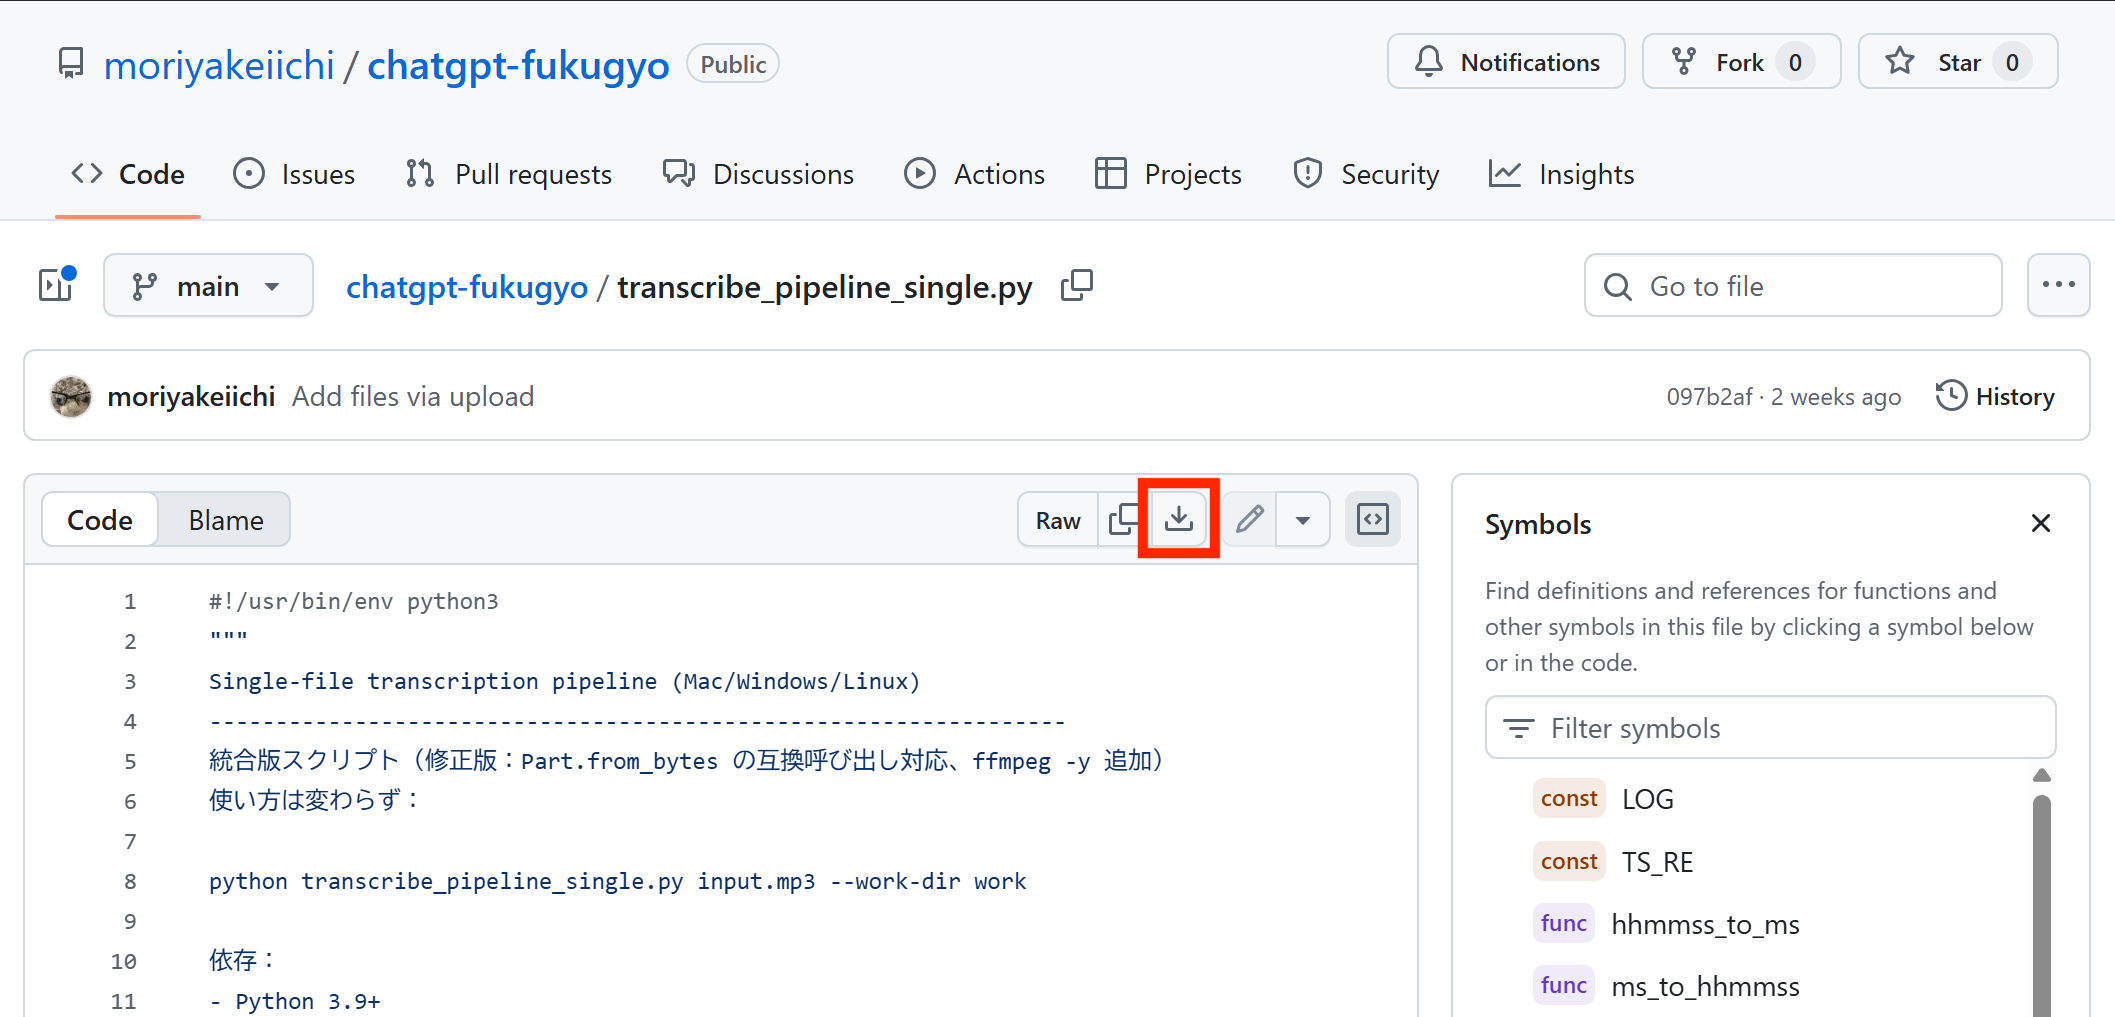 moriyakeiichi / chatgpt-fukugyo Public Notifications Fork 0 Star 0
Code Issues Pull requests Discussions Actions Projects Security Insights
main chatgpt-fukugyo / transcribe_pipeline_single.py Go to file
moriyakeiichi Add files via upload 097b2af · 2 weeks ago History
Code Blame Raw
1 #!/usr/bin/env python3
2 """
3 Single-file transcription pipeline (Mac/Windows/Linux)
4 -----------------------------------------------------------------
5 統合版スクリプト（修正版：Part.from_bytes の互換呼び出し対応、ffmpeg -y 追加）
6 使い方は変わらず：
7
8 python transcribe_pipeline_single.py input.mp3 --work-dir work
9
10 依存：
11 - Python 3.9+
Symbols
Find definitions and references for functions and
other symbols in this file by clicking a symbol below
or in the code.
Filter symbols
const LOG
const TS_RE
func hhmmss_to_ms
func ms_to_hhmmss